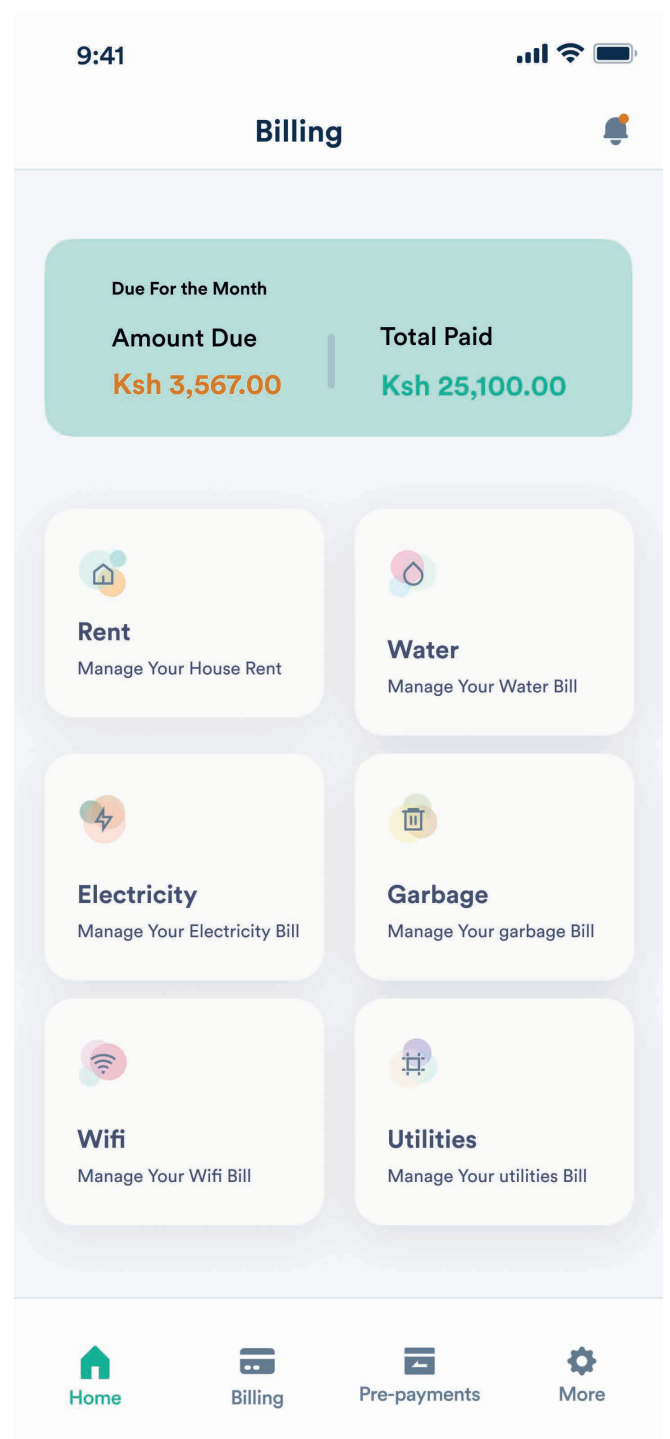 9:41
Billing
Due For the Month
Amount Due
Total Paid
Ksh 3,567.00
Ksh 25,100.00
Rent
Manage Your House Rent
Water
Manage Your Water Bill
Electricity
Manage Your Electricity Bill
Garbage
Manage Your garbage Bill
Wifi
Manage Your Wifi Bill
Utilities
Manage Your utilities Bill
Home
Billing
Pre-payments
More